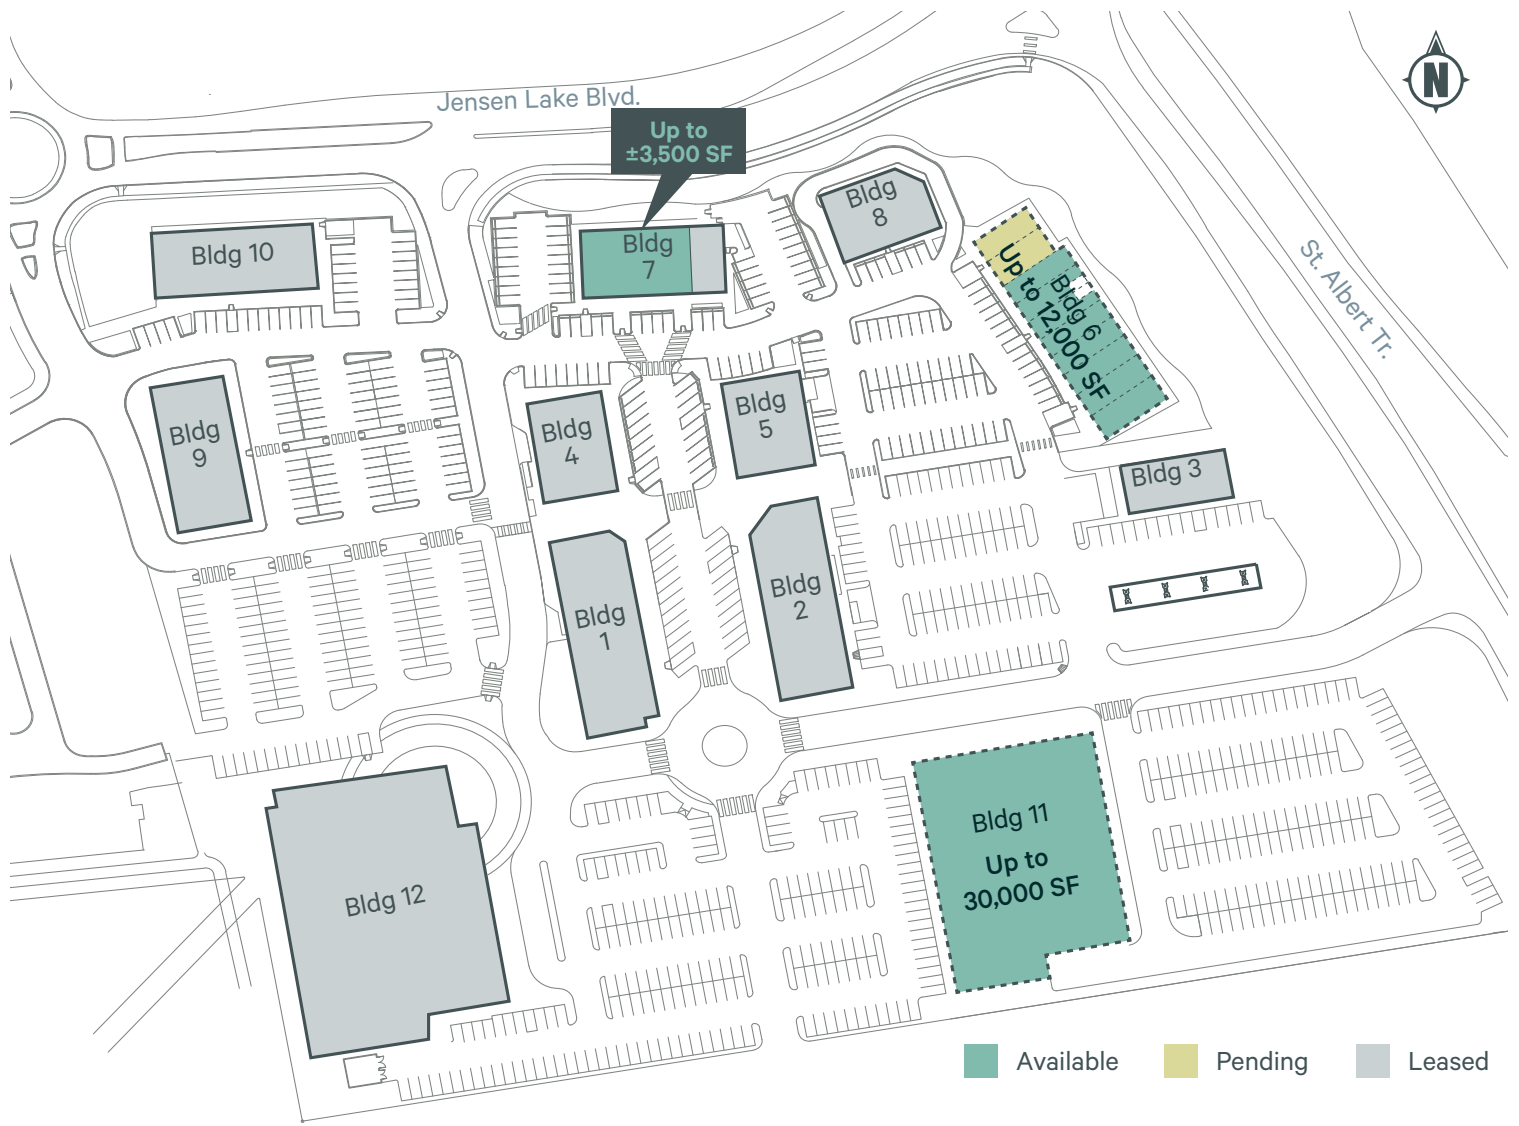 Jensen Lake Blvd.
N
Up to
±3,500 SF
Bldg
8
Bldg 10
Bldg
7
Up to 12,000 SF
Bldg 6
St. Albert Tr.
Bldg
9
Bldg
4
Bldg
5
Bldg 3
Bldg
1
Bldg
2
Bldg 11
Up to
30,000 SF
Bldg 12
Available
Pending
Leased